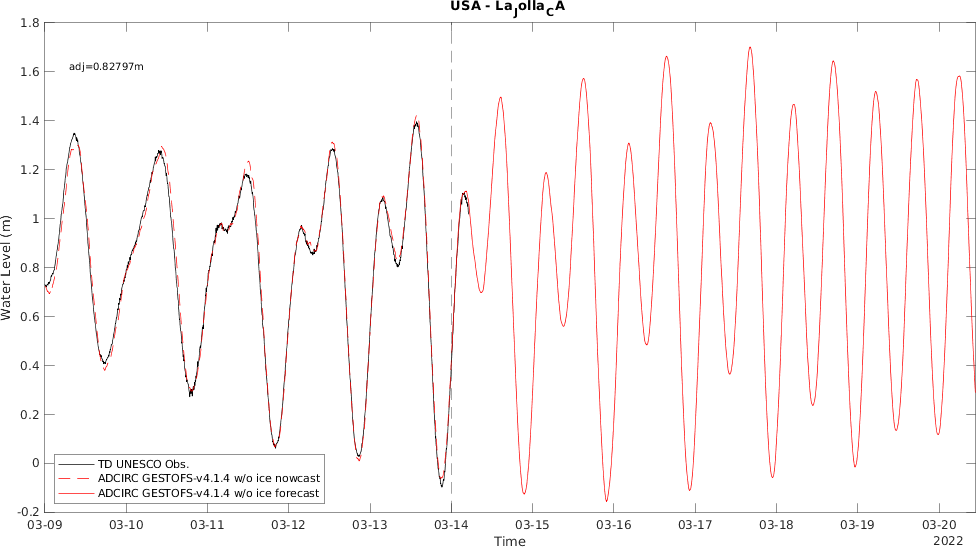 USA - LaJollaCA
1.8
1.6
1.4
1.2
1
0.8
0.6
0.4
0.2
0
-0.2
Water Level (m)
adj=0.82797m
TD UNESCO Obs.
ADCIRC GESTOFS-v4.1.4 w/o ice nowcast
ADCIRC GESTOFS-v4.1.4 w/o ice forecast
03-09 03-10 03-11 03-12 03-13 03-14 03-15 03-16 03-17 03-18 03-19 03-20
Time
2022